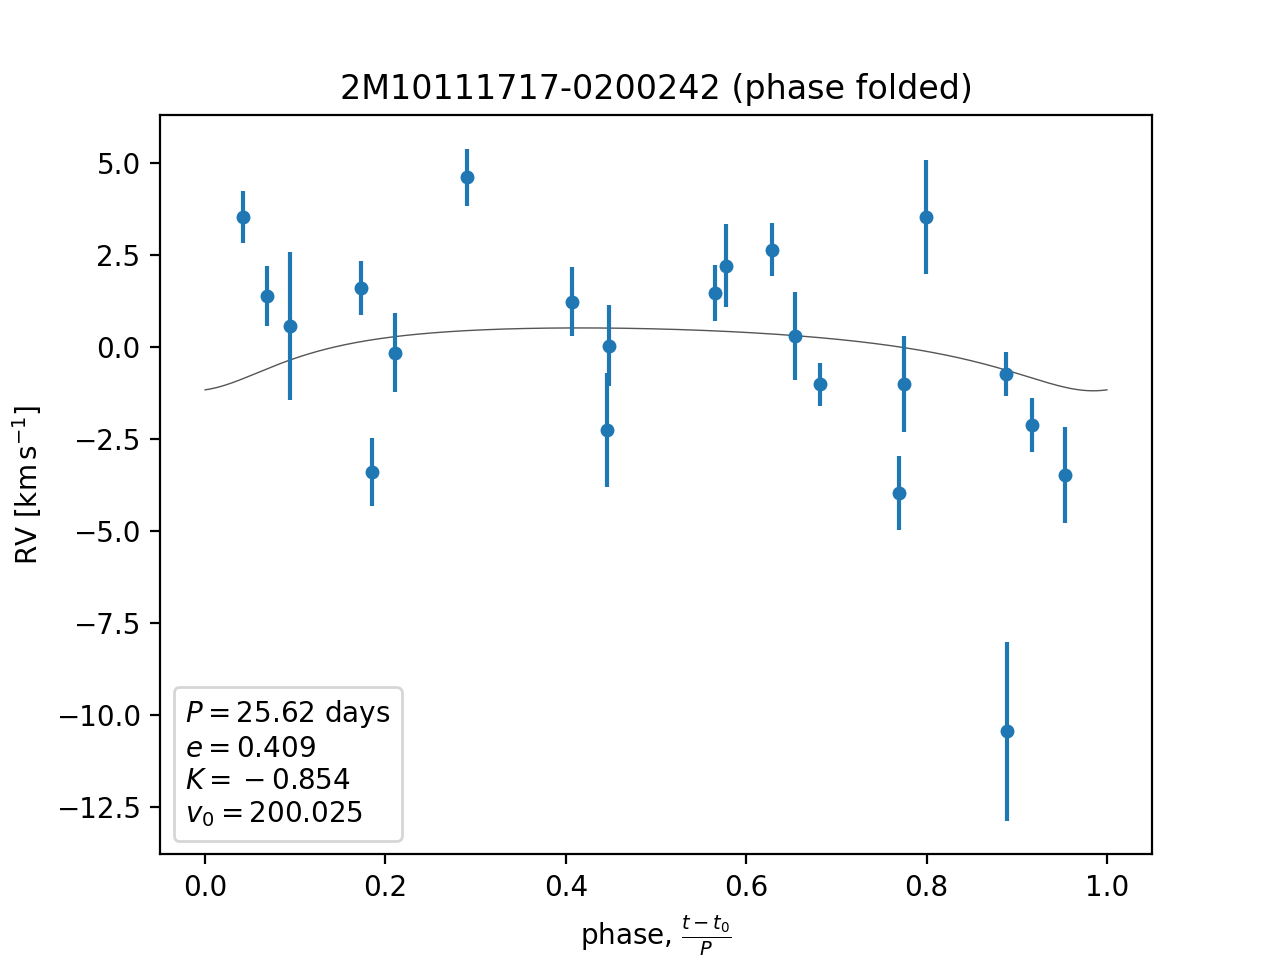 2M10111717-0200242 (phase folded)
RV [km s⁻¹]
5.0
2.5
0.0
−2.5
−5.0
−7.5
−10.0
−12.5
P = 25.62 days
e = 0.409
K = −0.854
v₀ = 200.025
0.0 0.2 0.4 0.6 0.8 1.0
phase, (t − t₀)/P